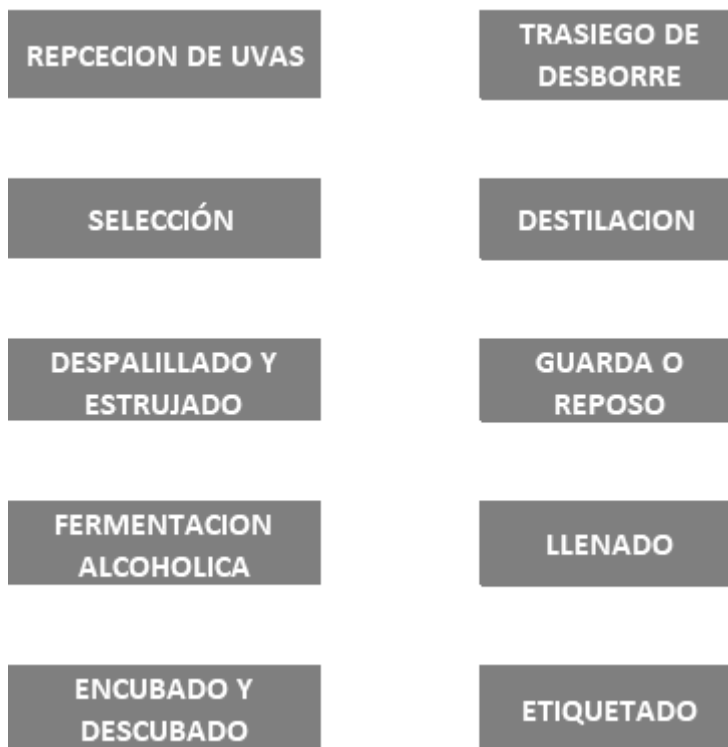 REPCECION DE UVAS
SELECCIÓN
DESPALILLADO Y
ESTRUJADO
FERMENTACION
ALCOHOLICA
ENCUBADO Y
DESCUBADO
TRASIEGO DE
DESBORRE
DESTILACION
GUARDA O
REPOSO
LLENADO
ETIQUETADO